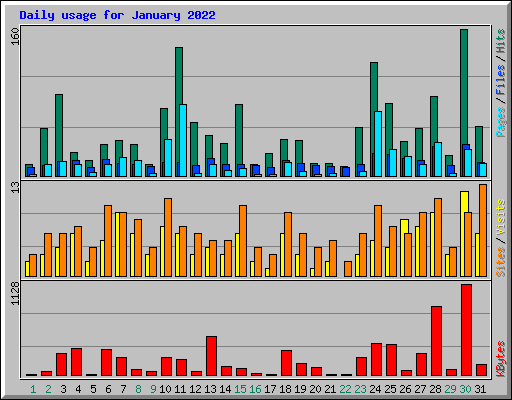 Daily usage for January 2022
160
Pages / Files / Hits
13
Sites / Visits
1128
KBytes
1 2 3 4 5 6 7 8 9 10 11 12 13 14 15 16 17 18 19 20 21 22 23 24 25 26 27 28 29 30 31